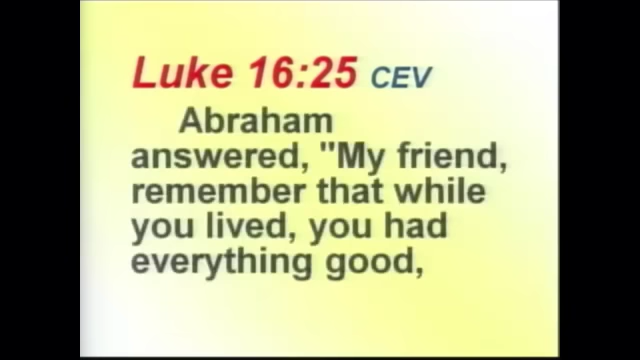 Luke 16:25 CEV
Abraham
answered, "My friend,
remember that while
you lived, you had
everything good,